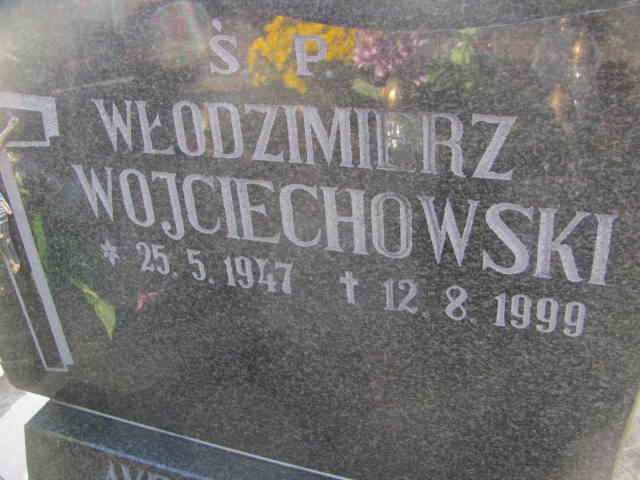 Ś. P.
WŁODZIMIERZ
WOJCIECHOWSKI
* 25. 5. 1947 † 12. 8. 1999